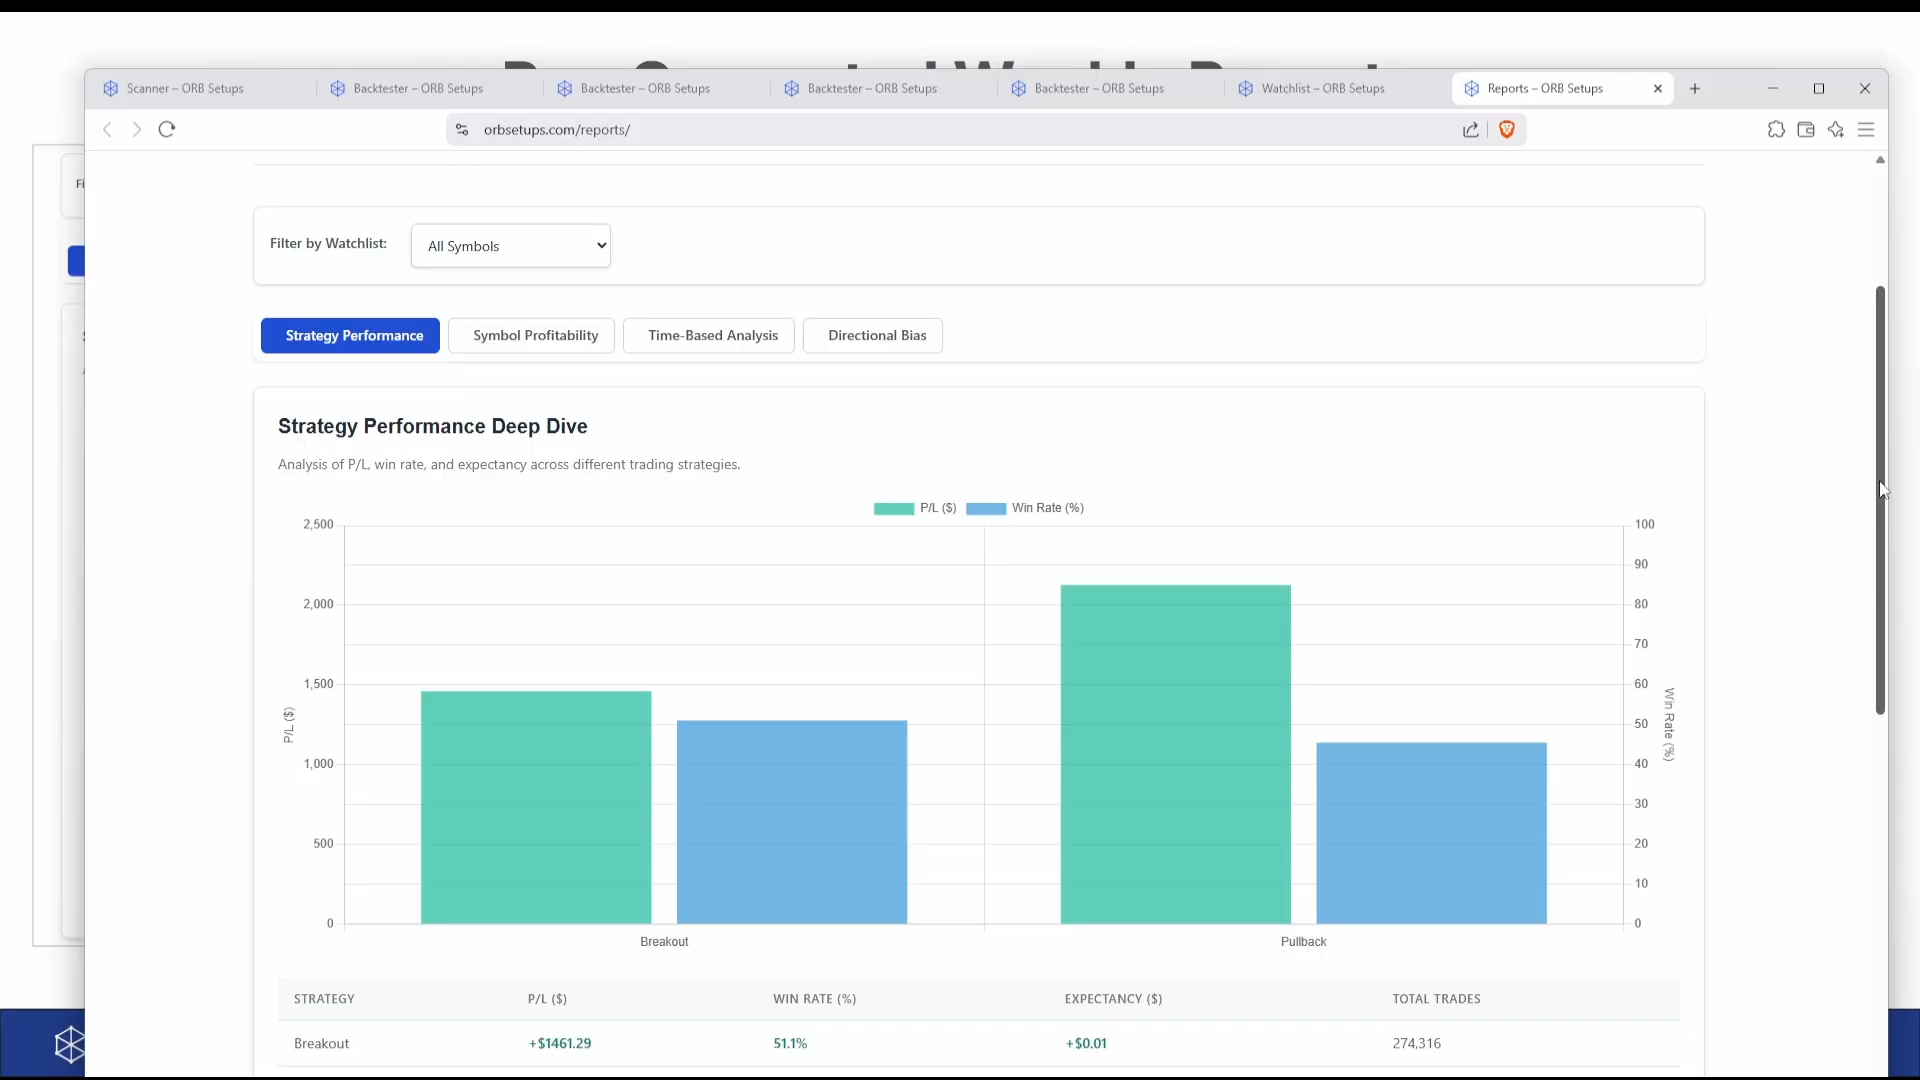 Scanner – ORB Setups
Backtester – ORB Setups
Backtester – ORB Setups
Backtester – ORB Setups
Backtester – ORB Setups
Watchlist – ORB Setups
Reports – ORB Setups
orbsetups.com/reports/
Filter by Watchlist:
All Symbols
Strategy Performance
Symbol Profitability
Time-Based Analysis
Directional Bias
Strategy Performance Deep Dive
Analysis of P/L, win rate, and expectancy across different trading strategies.
P/L ($)
Win Rate (%)
2,500
2,000
1,500
1,000
500
0
P/L ($)
100
90
80
70
60
50
40
30
20
10
0
Win Rate (%)
Breakout
Pullback
STRATEGY
P/L ($)
WIN RATE (%)
EXPECTANCY ($)
TOTAL TRADES
Breakout
+$1461.29
51.1%
+$0.01
274,316